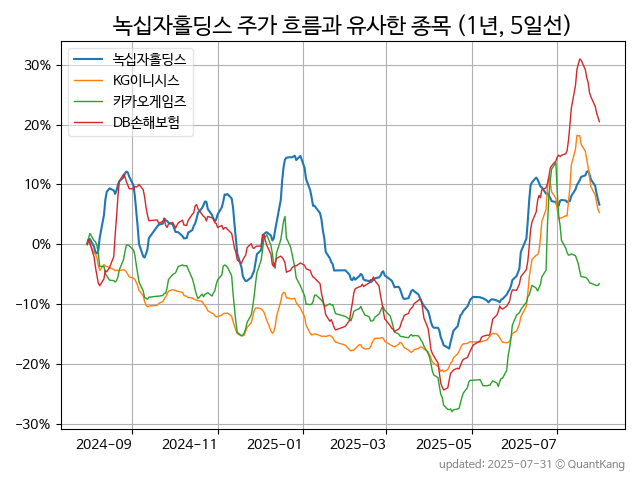 녹십자홀딩스 주가 흐름과 유사한 종목 (1년, 5일선)
녹십자홀딩스
KG이니시스
카카오게임즈
DB손해보험
30%
20%
10%
0%
−10%
−20%
−30%
2024-09 2024-11 2025-01 2025-03 2025-05 2025-07
updated: 2025-07-31 © QuantKang